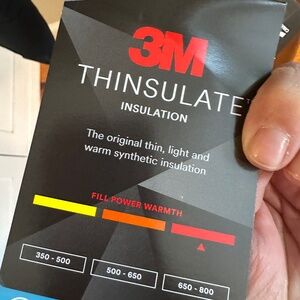 3M
THINSULATE™
INSULATION
The original thin, light and
warm synthetic insulation
FILL POWER WARMTH
350 - 500
500 - 650
650 - 800